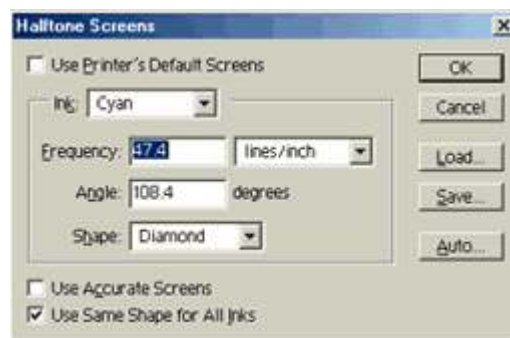 Halftone Screens
Use Printer's Default Screens
OK
Ink: Cyan
Cancel
Frequency: 47.4 lines/inch
Load...
Angle: 108.4 degrees
Save...
Shape: Diamond
Auto...
Use Accurate Screens
Use Same Shape for All Inks